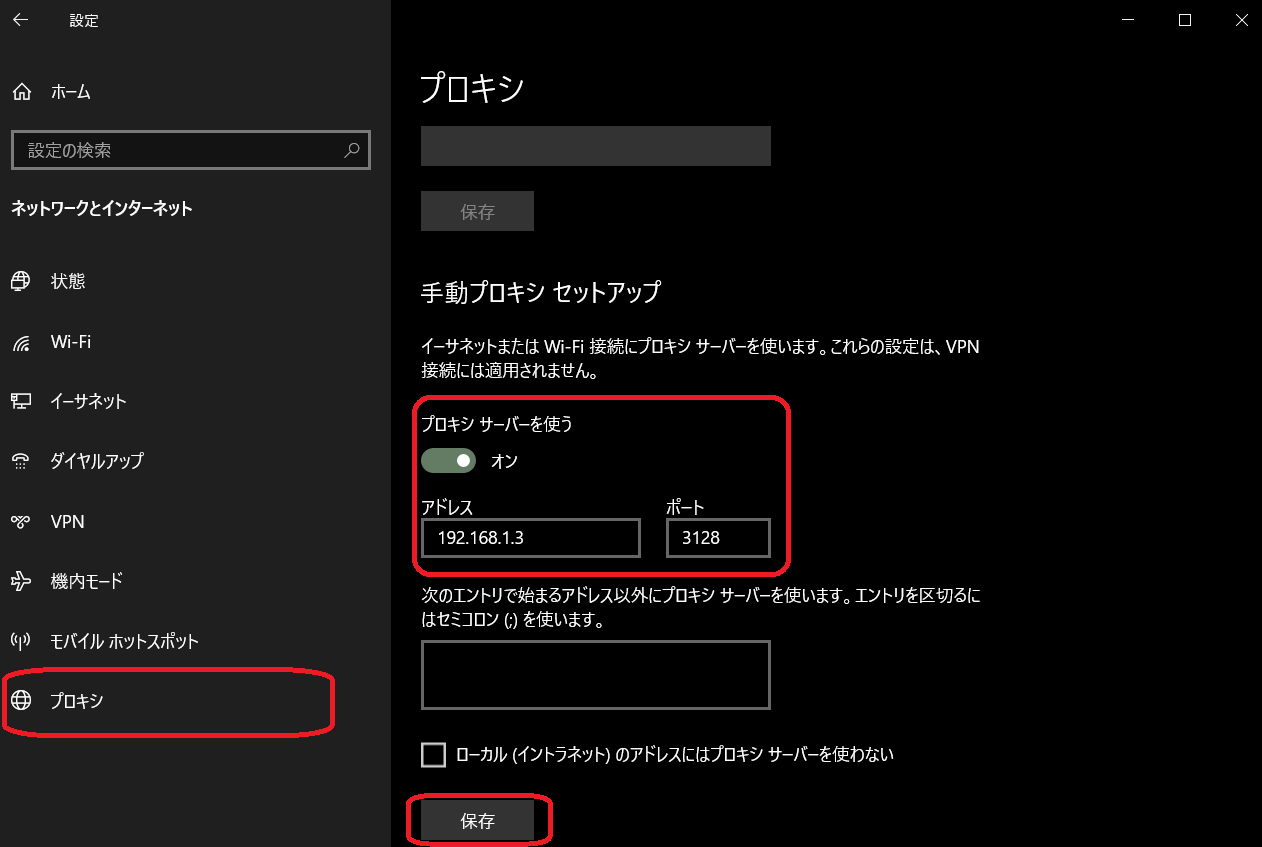 設定
ホーム
設定の検索
ネットワークとインターネット
状態
Wi-Fi
イーサネット
ダイヤルアップ
VPN
機内モード
モバイル ホットスポット
プロキシ
プロキシ
保存
手動プロキシ セットアップ
イーサネットまたは Wi-Fi 接続にプロキシ サーバーを使います。これらの設定は、VPN
接続には適用されません。
プロキシ サーバーを使う
オン
アドレス ポート
192.168.1.3 3128
次のエントリで始まるアドレス以外にプロキシ サーバーを使います。エントリを区切るに
はセミコロン (;) を使います。
ローカル (イントラネット) のアドレスにはプロキシ サーバーを使わない
保存